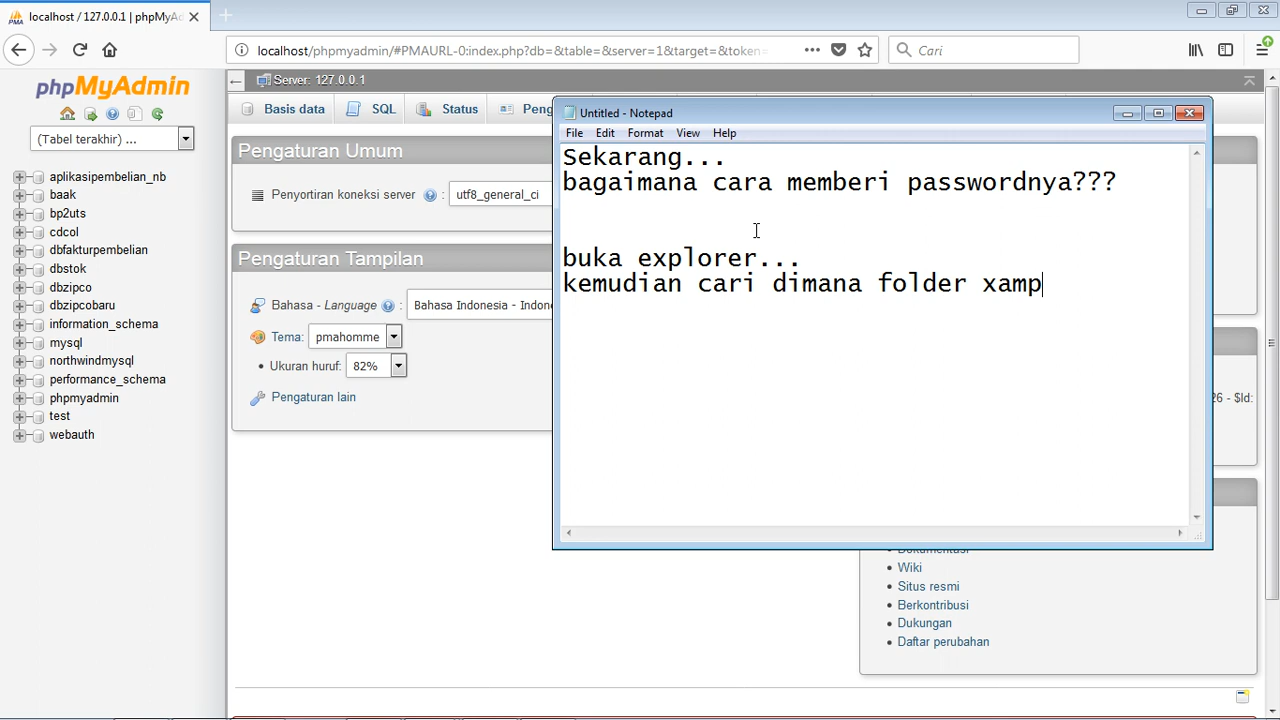 localhost / 127.0.0.1 | phpMyAd
localhost/phpmyadmin/#PMAURL-0:index.php?db=&table=&server=1&target=&token=
Cari
phpMyAdmin
(Tabel terakhir) ...
aplikasipembelian_nb
baak
bp2uts
cdcol
dbfakturpembelian
dbstok
dbzipco
dbzipcobaru
information_schema
mysql
northwindmysql
performance_schema
phpmyadmin
test
webauth
Server: 127.0.0.1
Basis data
SQL
Status
Peng
Pengaturan Umum
Penyortiran koneksi server
utf8_general_ci
Pengaturan Tampilan
Bahasa - Language :
Bahasa Indonesia - Indone
Tema: pmahomme
Ukuran huruf: 82%
Pengaturan lain
Untitled - Notepad
File Edit Format View Help
Sekarang...
bagaimana cara memberi passwordnya???
buka explorer...
kemudian cari dimana folder xamp
26 - $Id:
Dokumentasi
Wiki
Situs resmi
Berkontribusi
Dukungan
Daftar perubahan